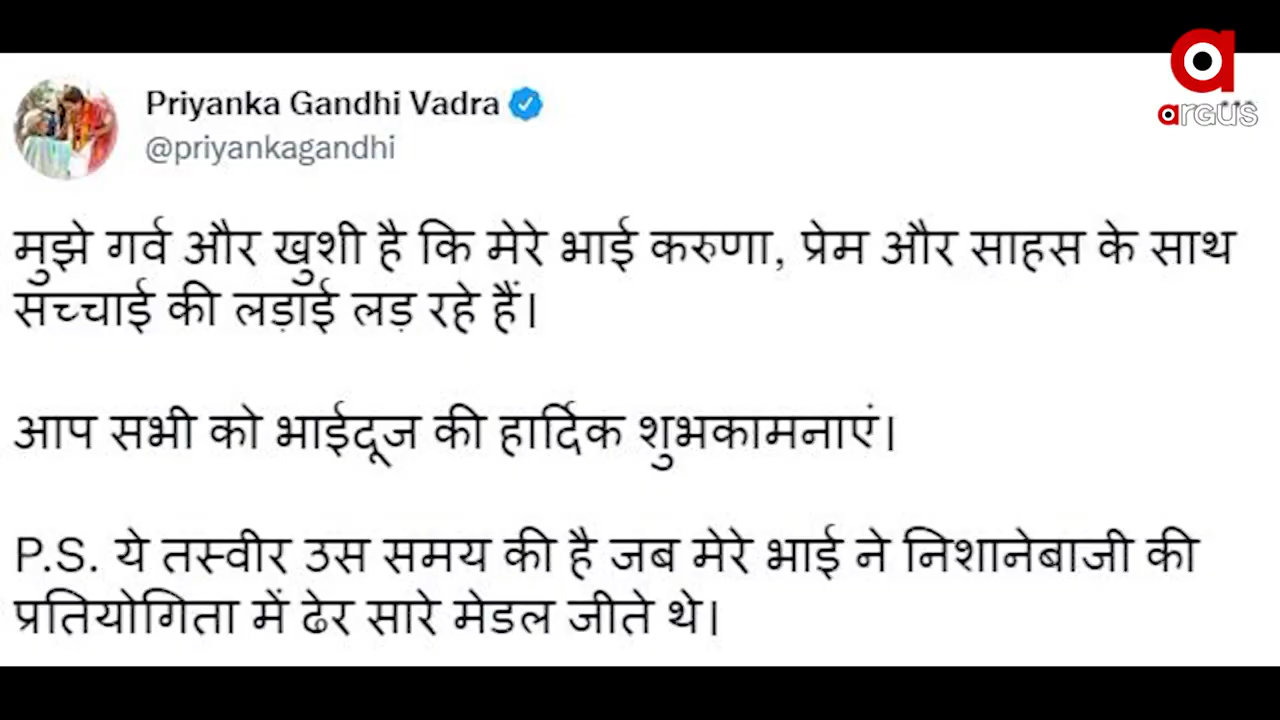 Priyanka Gandhi Vadra
@priyankagandhi
argus
मुझे गर्व और खुशी है कि मेरे भाई करुणा, प्रेम और साहस के साथ
सच्चाई की लड़ाई लड़ रहे हैं।
आप सभी को भाईदूज की हार्दिक शुभकामनाएं।
P.S. ये तस्वीर उस समय की है जब मेरे भाई ने निशानेबाजी की
प्रतियोगिता में ढेर सारे मेडल जीते थे।